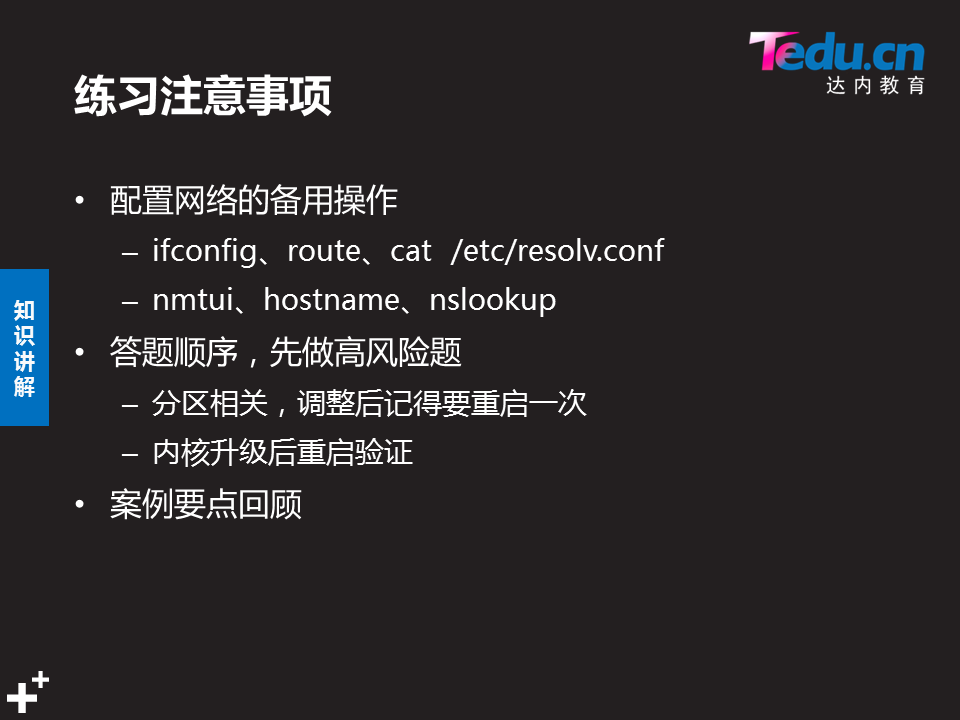 Tedu.cn
达内教育
练习注意事项
• 配置网络的备用操作
– ifconfig、route、cat /etc/resolv.conf
– nmtui、hostname、nslookup
• 答题顺序，先做高风险题
– 分区相关，调整后记得要重启一次
– 内核升级后重启验证
• 案例要点回顾
知识讲解